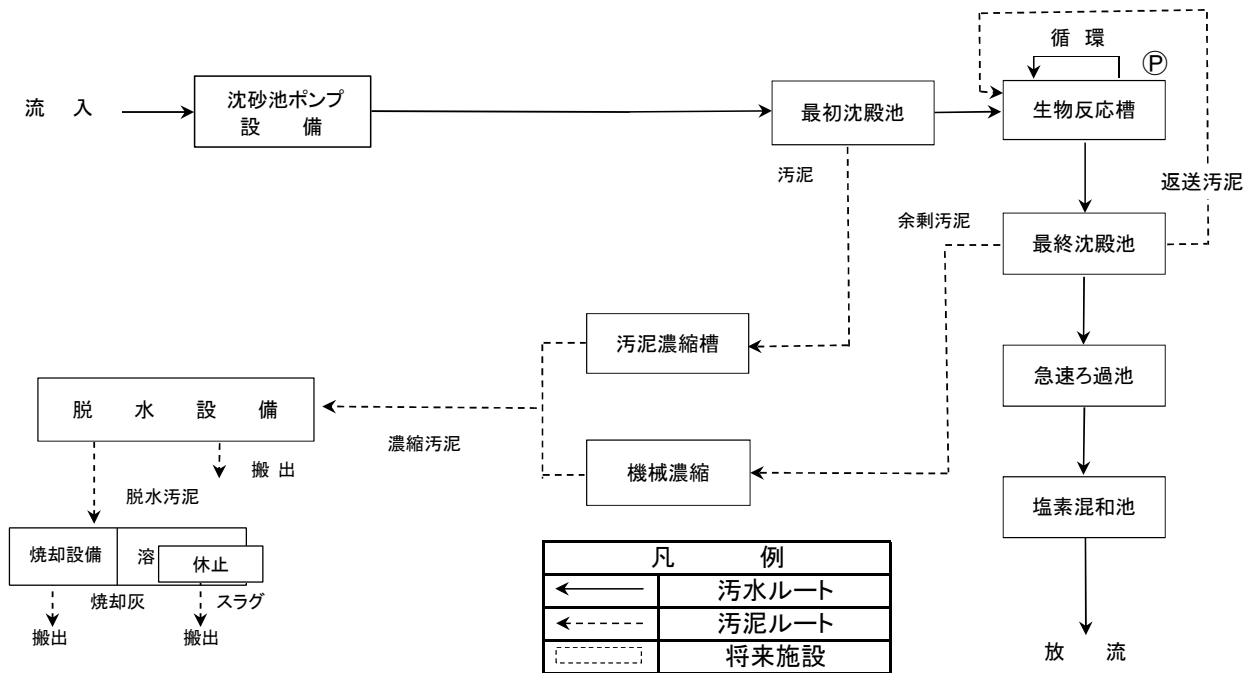 循 環
Ⓟ
流 入
沈砂池ポンプ
設 備
最初沈殿池
生物反応槽
汚泥
返送汚泥
余剰汚泥
最終沈殿池
汚泥濃縮槽
急速ろ過池
脱 水 設 備
濃縮汚泥
機械濃縮
搬 出
脱水汚泥
塩素混和池
焼却設備
溶
休止
焼却灰
スラグ
搬出
搬出
凡 例
汚水ルート
汚泥ルート
将来施設
放 流